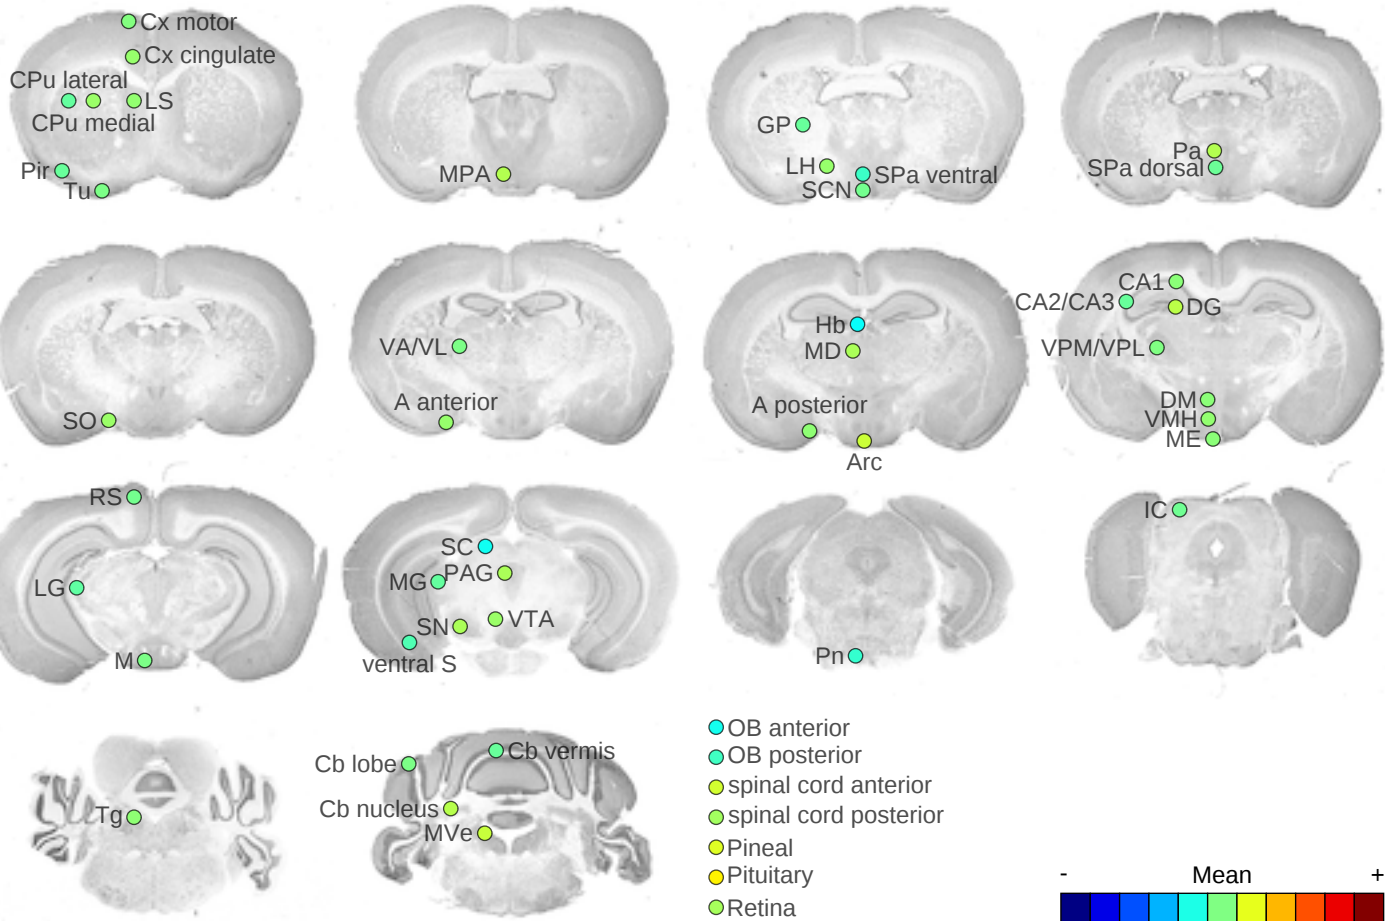 Cx motor
Cx cingulate
CPu lateral
LS
CPu medial
Pir
Tu
MPA
GP
LH
SPa ventral
SCN
Pa
SPa dorsal
SO
VA/VL
A anterior
Hb
MD
A posterior
Arc
CA1
CA2/CA3
DG
VPM/VPL
DM
VMH
ME
RS
LG
M
SC
MG
PAG
SN
VTA
ventral S
Pn
IC
Tg
Cb lobe
Cb vermis
Cb nucleus
MVe
OB anterior
OB posterior
spinal cord anterior
spinal cord posterior
Pineal
Pituitary
Retina
- Mean +